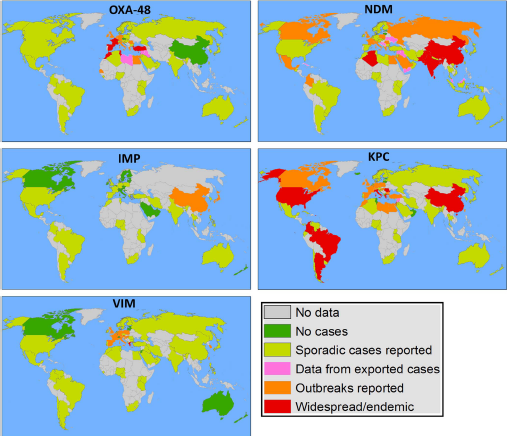 OXA-48
NDM
IMP
KPC
VIM
No data
No cases
Sporadic cases reported
Data from exported cases
Outbreaks reported
Widespread/endemic